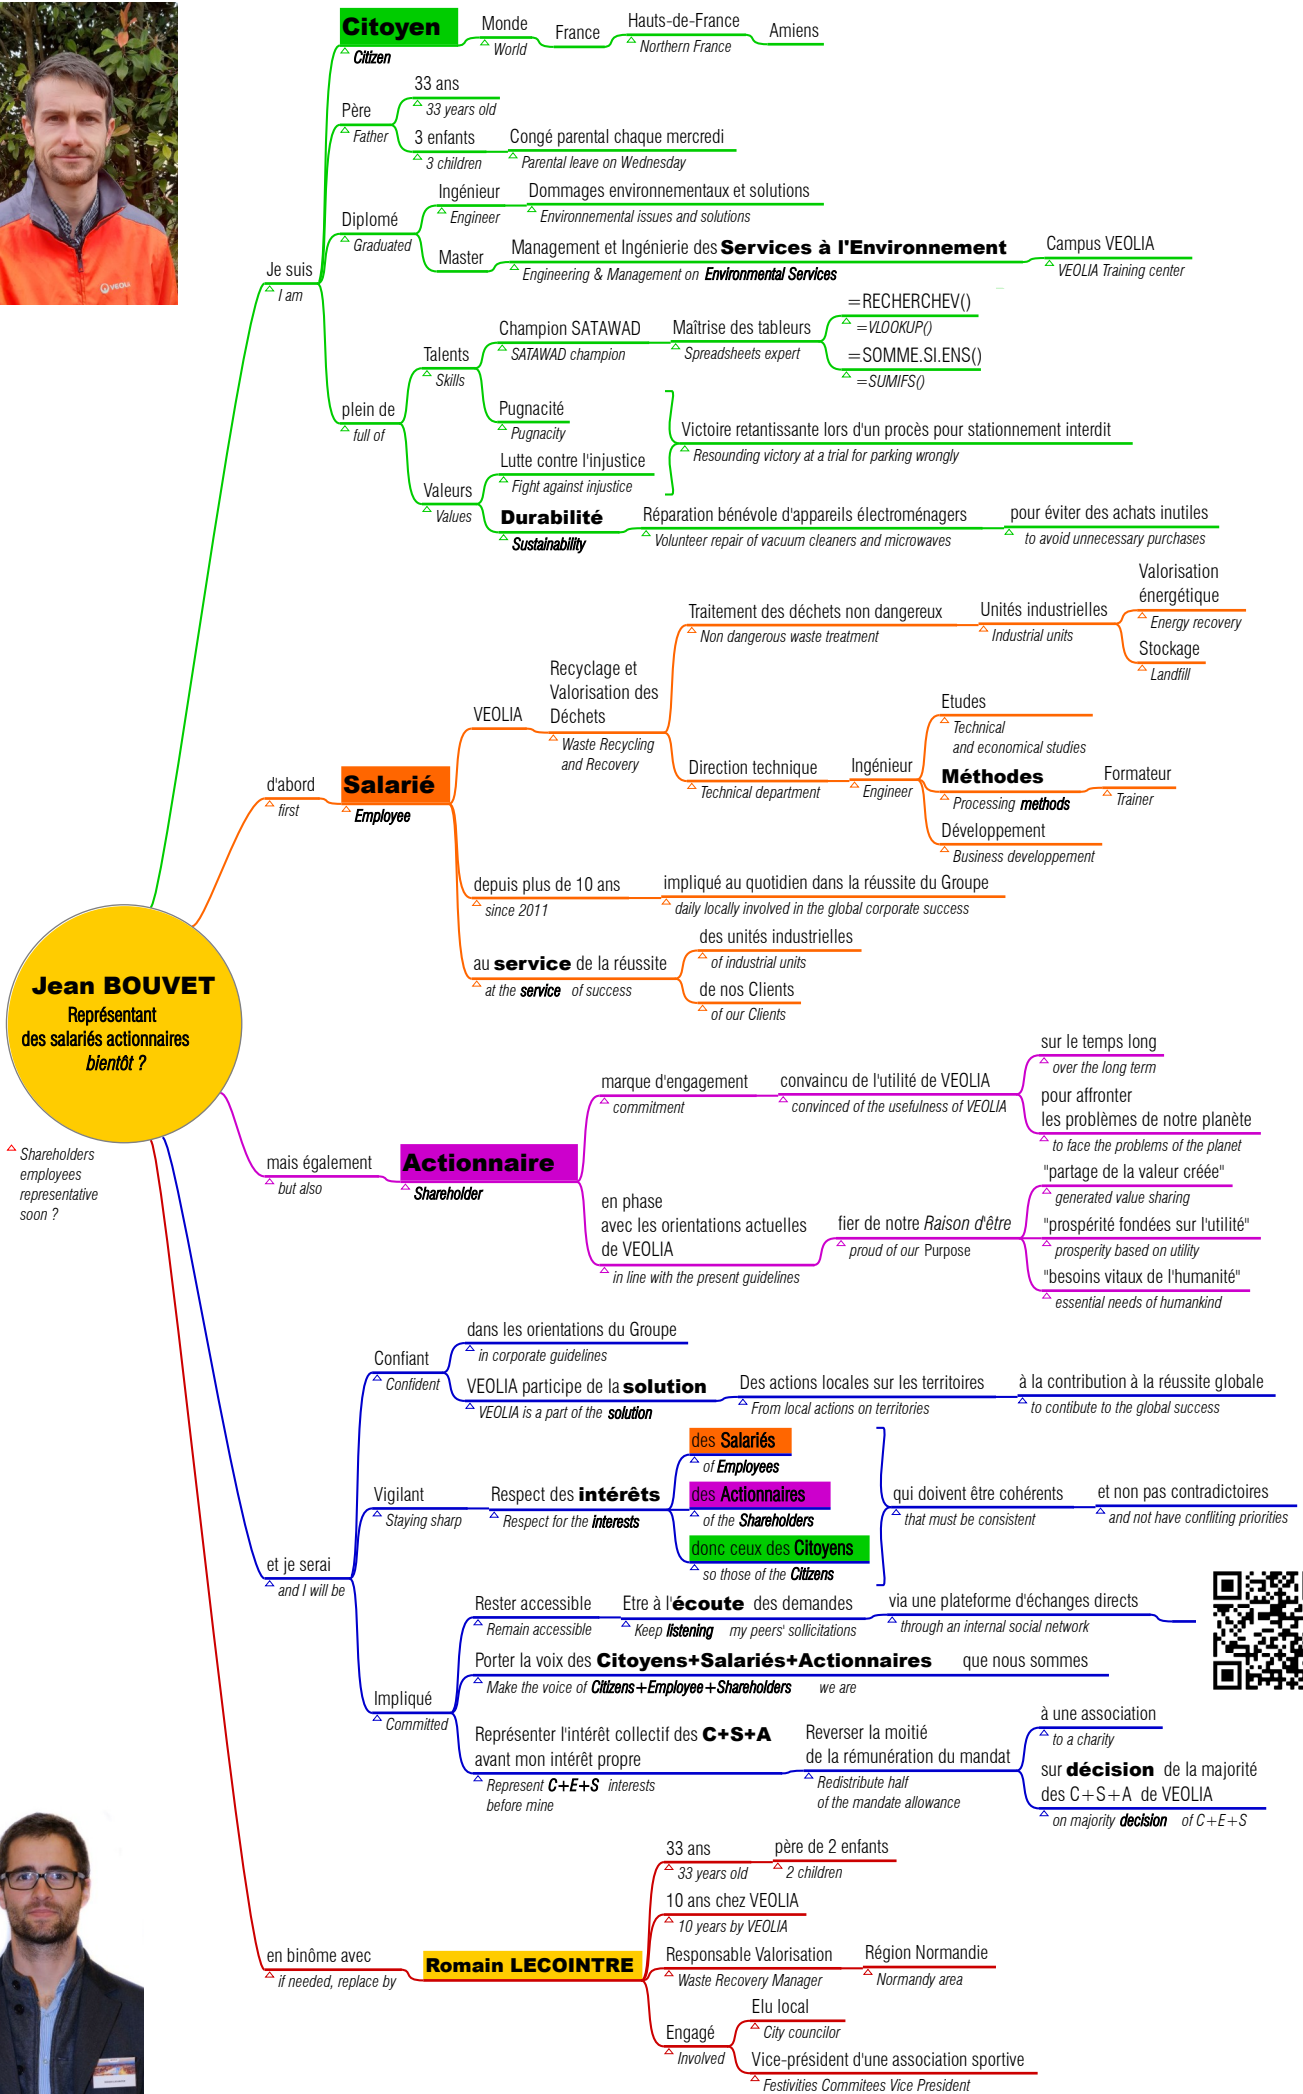 Citoyen
Citizen
Monde
World
France
Hauts-de-France
Northern France
Amiens
Père
Father
33 ans
33 years old
3 enfants
3 children
Congé parental chaque mercredi
Parental leave on Wednesday
Diplomé
Graduated
Ingénieur
Engineer
Dommages environnementaux et solutions
Environnemental issues and solutions
Master
Management et Ingénierie des Services à l'Environnement
Engineering & Management on Environmental Services
Campus VEOLIA
VEOLIA Training center
VEOLIA
Je suis
I am
plein de
full of
Talents
Skills
Champion SATAWAD
SATAWAD champion
Maîtrise des tableurs
Spreadsheets expert
=RECHERCHEV()
=VLOOKUP()
=SOMME.SI.ENS()
=SUMIFS()
Pugnacité
Pugnacity
Victoire retantissante lors d'un procès pour stationnement interdit
Resounding victory at a trial for parking wrongly
Valeurs
Values
Lutte contre l'injustice
Fight against injustice
Durabilité
Sustainability
Réparation bénévole d'appareils électroménagers
Volunteer repair of vacuum cleaners and microwaves
pour éviter des achats inutiles
to avoid unnecessary purchases
d'abord
first
Salarié
Employee
VEOLIA
Recyclage et
Valorisation des
Déchets
Waste Recycling
and Recovery
Traitement des déchets non dangereux
Non dangerous waste treatment
Unités industrielles
Industrial units
Valorisation
énergétique
Energy recovery
Stockage
Landfill
Direction technique
Technical department
Ingénieur
Engineer
Etudes
Technical
and economical studies
Méthodes
Processing methods
Formateur
Trainer
Développement
Business developpement
depuis plus de 10 ans
since 2011
impliqué au quotidien dans la réussite du Groupe
daily locally involved in the global corporate success
au service de la réussite
at the service of success
des unités industrielles
of industrial units
de nos Clients
of our Clients
Jean BOUVET
Représentant
des salariés actionnaires
bientôt ?
Shareholders
employees
representative
soon ?
mais également
but also
Actionnaire
Shareholder
marque d'engagement
commitment
convaincu de l'utilité de VEOLIA
convinced of the usefulness of VEOLIA
sur le temps long
over the long term
pour affronter
les problèmes de notre planète
to face the problems of the planet
en phase
avec les orientations actuelles
de VEOLIA
in line with the present guidelines
fier de notre Raison d'être
proud of our Purpose
"partage de la valeur créée"
generated value sharing
"prospérité fondées sur l'utilité"
prosperity based on utility
"besoins vitaux de l'humanité"
essential needs of humankind
et je serai
and I will be
Confiant
Confident
dans les orientations du Groupe
in corporate guidelines
VEOLIA participe de la solution
VEOLIA is a part of the solution
Des actions locales sur les territoires
From local actions on territories
à la contribution à la réussite globale
to contibute to the global success
Vigilant
Staying sharp
Respect des intérêts
Respect for the interests
des Salariés
of Employees
des Actionnaires
of the Shareholders
donc ceux des Citoyens
so those of the Citizens
qui doivent être cohérents
that must be consistent
et non pas contradictoires
and not have confliting priorities
Impliqué
Committed
Rester accessible
Remain accessible
Etre à l'écoute des demandes
Keep listening my peers' sollicitations
via une plateforme d'échanges directs
through an internal social network
Porter la voix des Citoyens+Salariés+Actionnaires que nous sommes
Make the voice of Citizens+Employee+Shareholders we are
Représenter l'intérêt collectif des C+S+A
avant mon intérêt propre
Represent C+E+S interests
before mine
Reverser la moitié
de la rémunération du mandat
Redistribute half
of the mandate allowance
à une association
to a charity
sur décision de la majorité
des C+S+A de VEOLIA
on majority decision of C+E+S
en binôme avec
if needed, replace by
Romain LECOINTRE
33 ans
33 years old
père de 2 enfants
2 children
10 ans chez VEOLIA
10 years by VEOLIA
Responsable Valorisation
Waste Recovery Manager
Région Normandie
Normandy area
Engagé
Involved
Elu local
City councilor
Vice-président d'une association sportive
Festivities Commitees Vice President